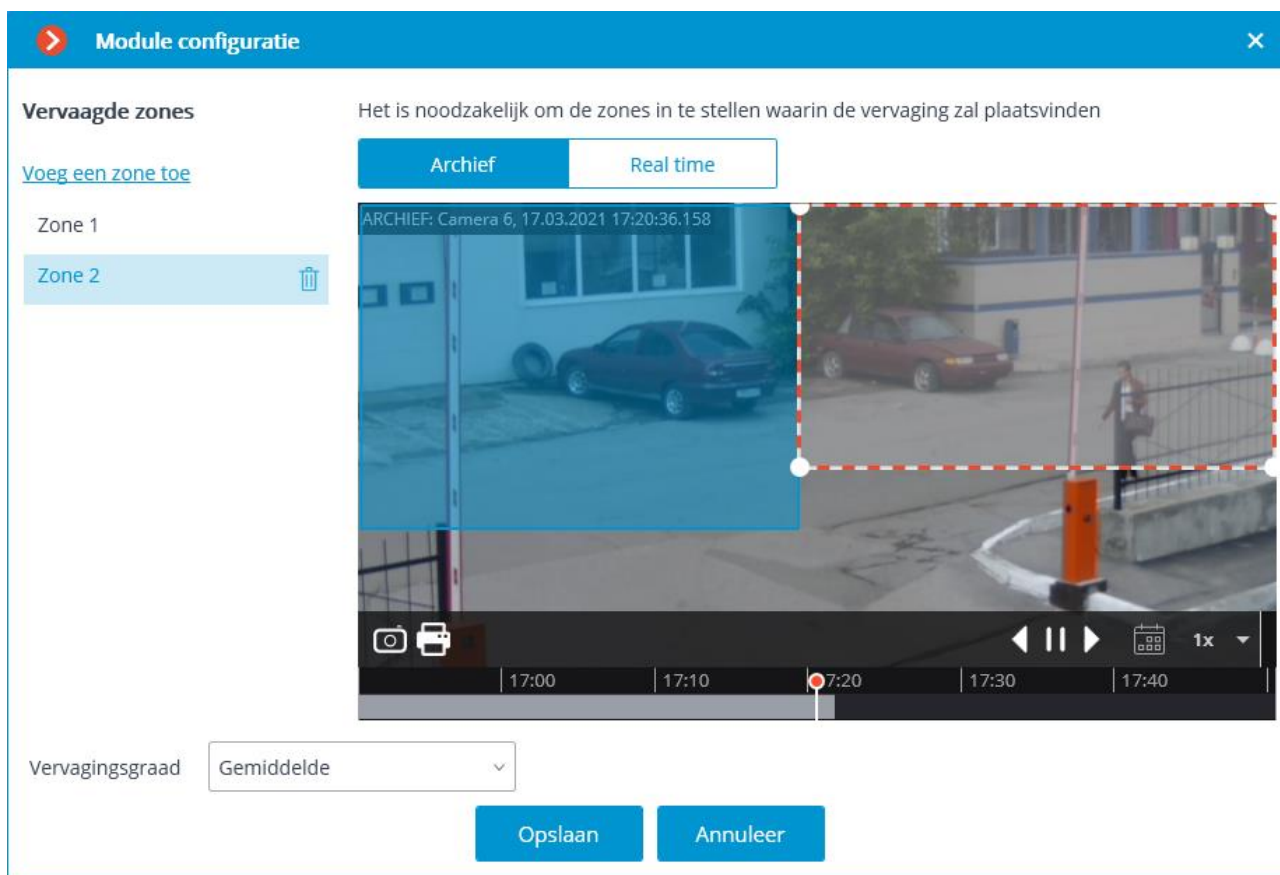 Module configuratie
Vervaagde zones
Het is noodzakelijk om de zones in te stellen waarin de vervaging zal plaatsvinden
Voeg een zone toe
Archief
Real time
Zone 1
Zone 2
ARCHIEF: Camera 6, 17.03.2021 17:20:36.158
1x
17:00
17:10
17:20
17:30
17:40
Vervagingsgraad
Gemiddelde
Opslaan
Annuleer